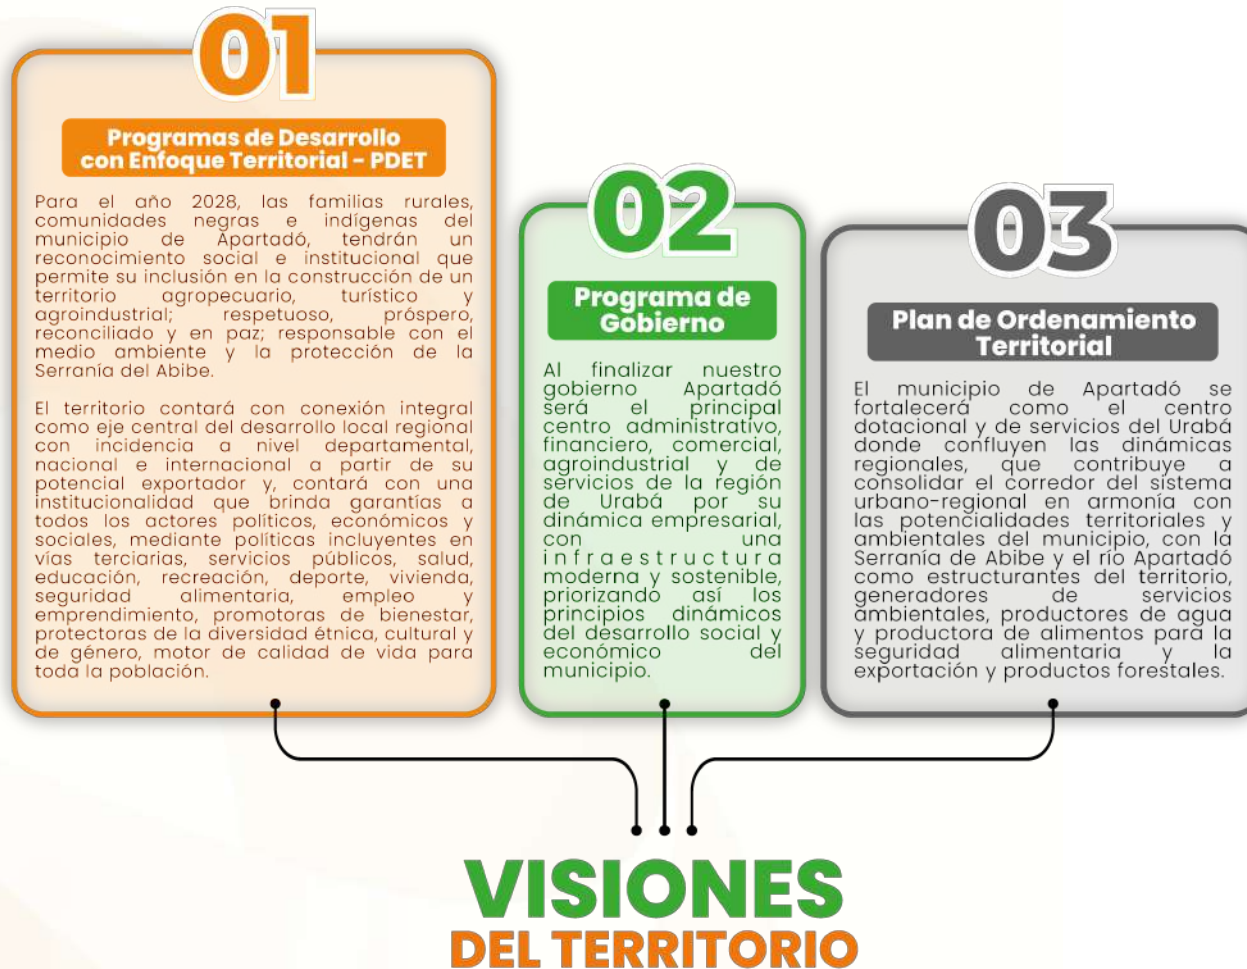 01
Programas de Desarrollo
con Enfoque Territorial - PDET
Para el año 2028, las familias rurales,
comunidades negras e indígenas del
municipio de Apartadó, tendrán un
reconocimiento social e institucional que
permite su inclusión en la construcción de un
territorio agropecuario, turístico y
agroindustrial; respetuoso, próspero,
reconciliado y en paz; responsable con el
medio ambiente y la protección de la
Serranía del Abibe.
El territorio contará con conexión integral
como eje central del desarrollo local regional
con incidencia a nivel departamental,
nacional e internacional a partir de su
potencial exportador y, contará con una
institucionalidad que brinda garantías a
todos los actores políticos, económicos y
sociales, mediante políticas incluyentes en
vías terciarias, servicios públicos, salud,
educación, recreación, deporte, vivienda,
seguridad alimentaria, empleo y
emprendimiento, promotoras de bienestar,
protectoras de la diversidad étnica, cultural y
de género, motor de calidad de vida para
toda la población.
02
Programa de
Gobierno
Al finalizar nuestro
gobierno Apartadó
será el principal
centro administrativo,
financiero, comercial,
agroindustrial y de
servicios de la región
de Urabá por su
dinámica empresarial,
con una
infraestructura
moderna y sostenible,
priorizando así los
principios dinámicos
del desarrollo social y
económico del
municipio.
03
Plan de Ordenamiento
Territorial
El municipio de Apartadó se
fortalecerá como el centro
dotacional y de servicios del Urabá
donde confluyen las dinámicas
regionales, que contribuye a
consolidar el corredor del sistema
urbano-regional en armonía con
las potencialidades territoriales y
ambientales del municipio, con la
Serranía de Abibe y el río Apartadó
como estructurantes del territorio,
generadores de servicios
ambientales, productores de agua
y productora de alimentos para la
seguridad alimentaria y la
exportación y productos forestales.
VISIONES
DEL TERRITORIO